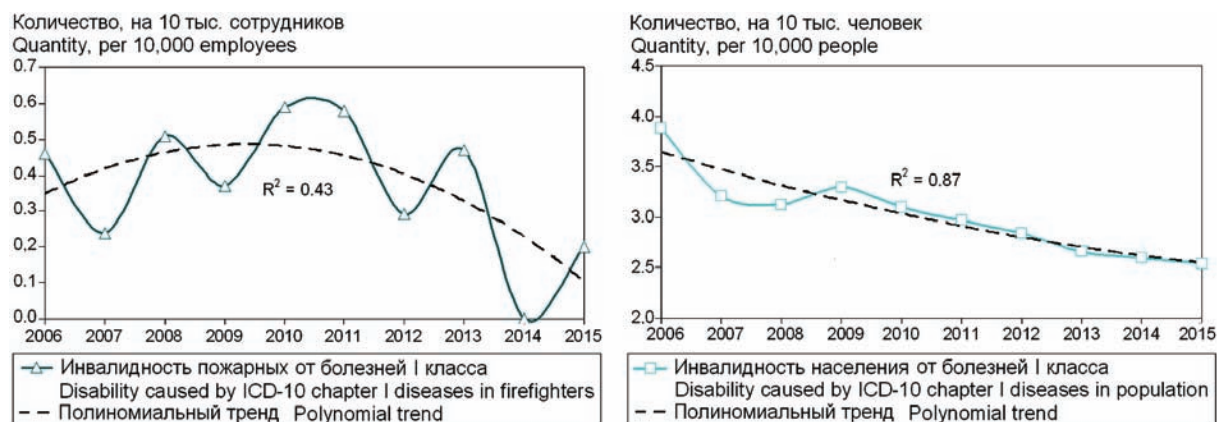 Количество, на 10 тыс. сотрудников
Quantity, per 10,000 employees
0.7
0.6
0.5
0.4
0.3
0.2
0.1
0.0
R² = 0.43
2006 2007 2008 2009 2010 2011 2012 2013 2014 2015
Инвалидность пожарных от болезней I класса
Disability caused by ICD-10 chapter I diseases in firefighters
Полиномиальный тренд Polynomial trend
Количество, на 10 тыс. человек
Quantity, per 10,000 people
4.5
4.0
3.5
3.0
2.5
2.0
R² = 0.87
2006 2007 2008 2009 2010 2011 2012 2013 2014 2015
Инвалидность населения от болезней I класса
Disability caused by ICD-10 chapter I diseases in population
Полиномиальный тренд Polynomial trend